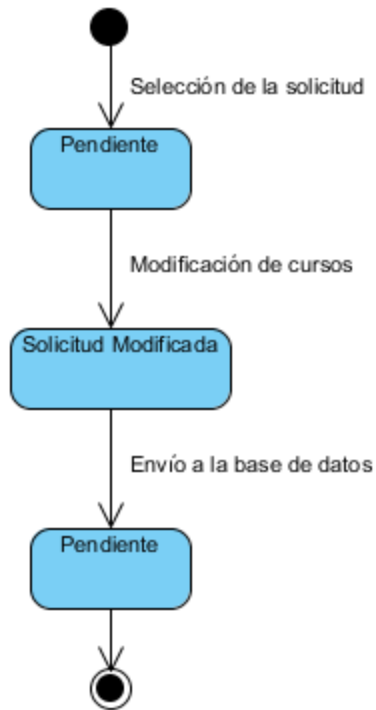 Selección de la solicitud
Pendiente
Modificación de cursos
Solicitud Modificada
Envío a la base de datos
Pendiente